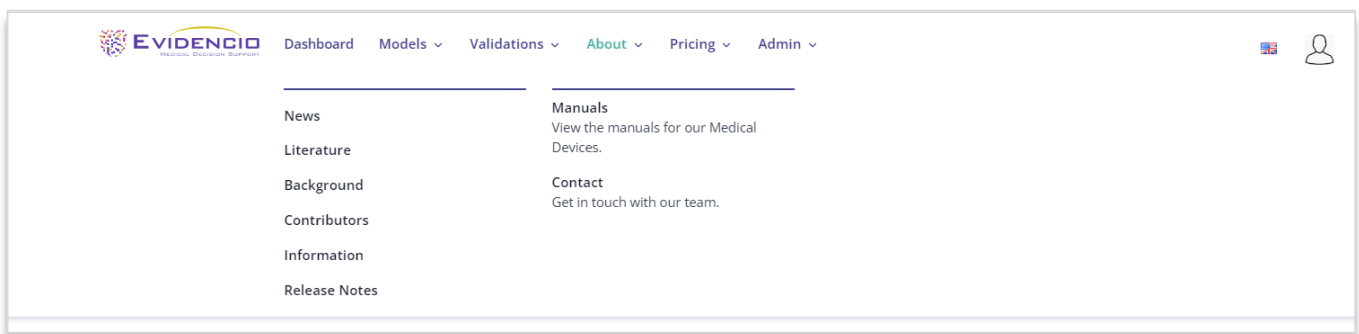 EVIDENCIO
MEDICAL DECISION SUPPORT
Dashboard Models Validations About Pricing Admin
News
Literature
Background
Contributors
Information
Release Notes
Manuals
View the manuals for our Medical
Devices.
Contact
Get in touch with our team.